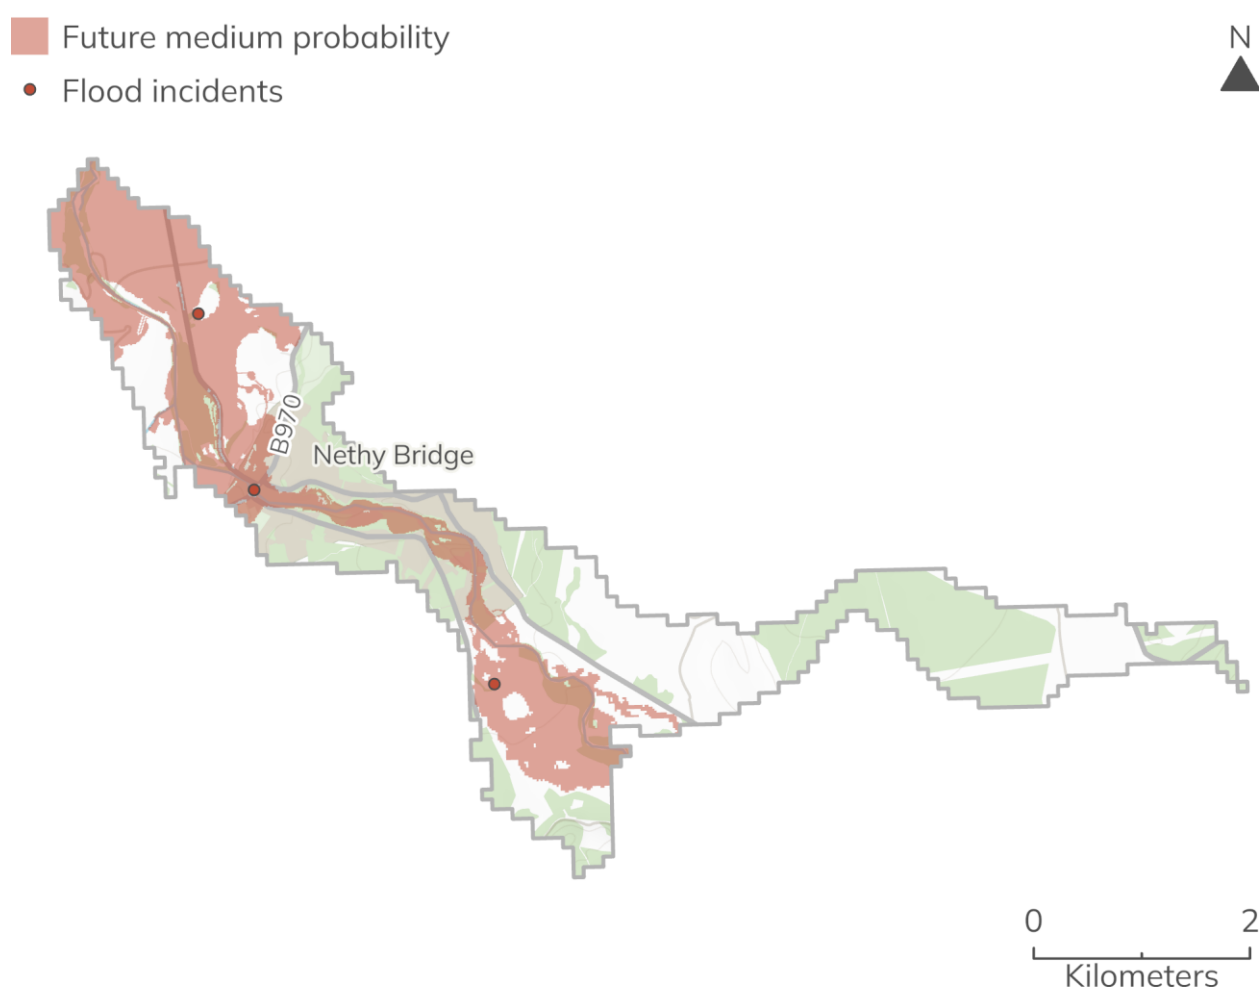 Future medium probability
N
Flood incidents
B970
Nethy Bridge
0 2
Kilometers